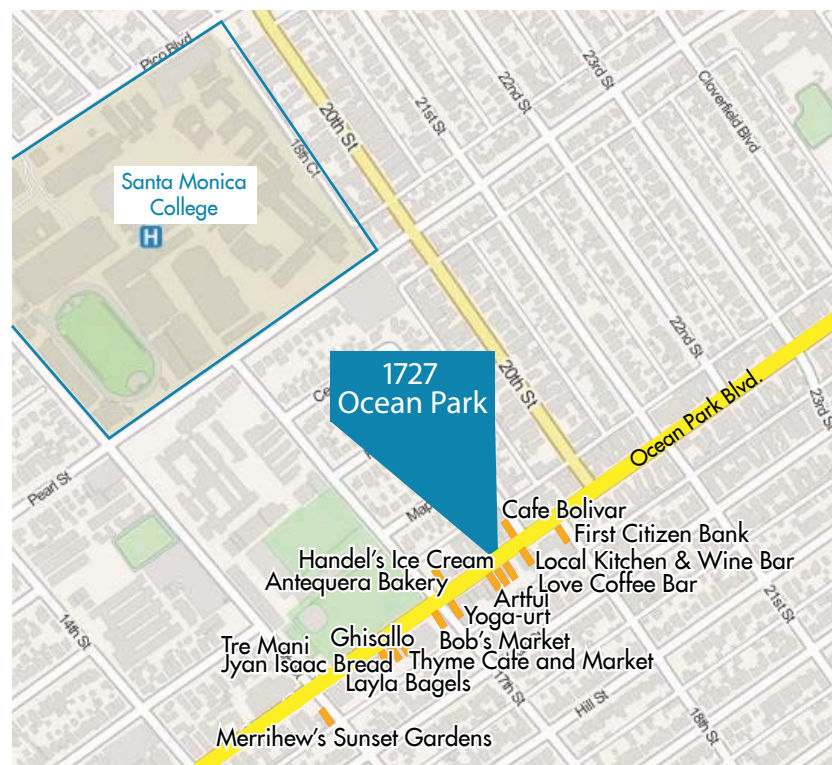 Pico Blvd
20th St
21st St
22nd St
23rd St
Cloverfield Blvd
18th Ct
Santa Monica
College
H
1727
Ocean Park
20th St
22nd St
23rd St
Ocean Park Blvd.
Pearl St
Cafe Bolivar
First Citizen Bank
Handel's Ice Cream
Local Kitchen & Wine Bar
Antequera Bakery
Love Coffee Bar
Artful
Yoga-urt
Ghisallo
Bob's Market
Tre Mani
Jyan Isaac Bread
Thyme Cafe and Market
Layla Bagels
Merrihew's Sunset Gardens
14th St
17th St
Hill St
18th St
21st St